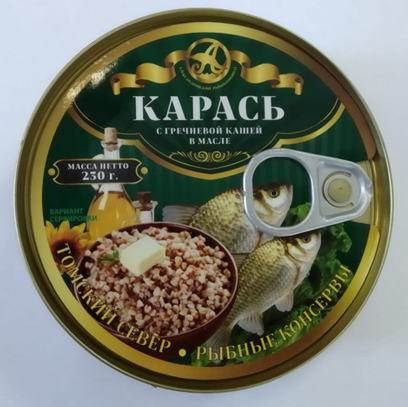 КАРАСЬ
С ГРЕЧНЕВОЙ КАШЕЙ
В МАСЛЕ
МАССА НЕТТО
230 г.
ВАРИАНТ
СЕРВИРОВКИ
ТОМСКИЙ СЕВЕР • РЫБНЫЕ КОНСЕРВЫ